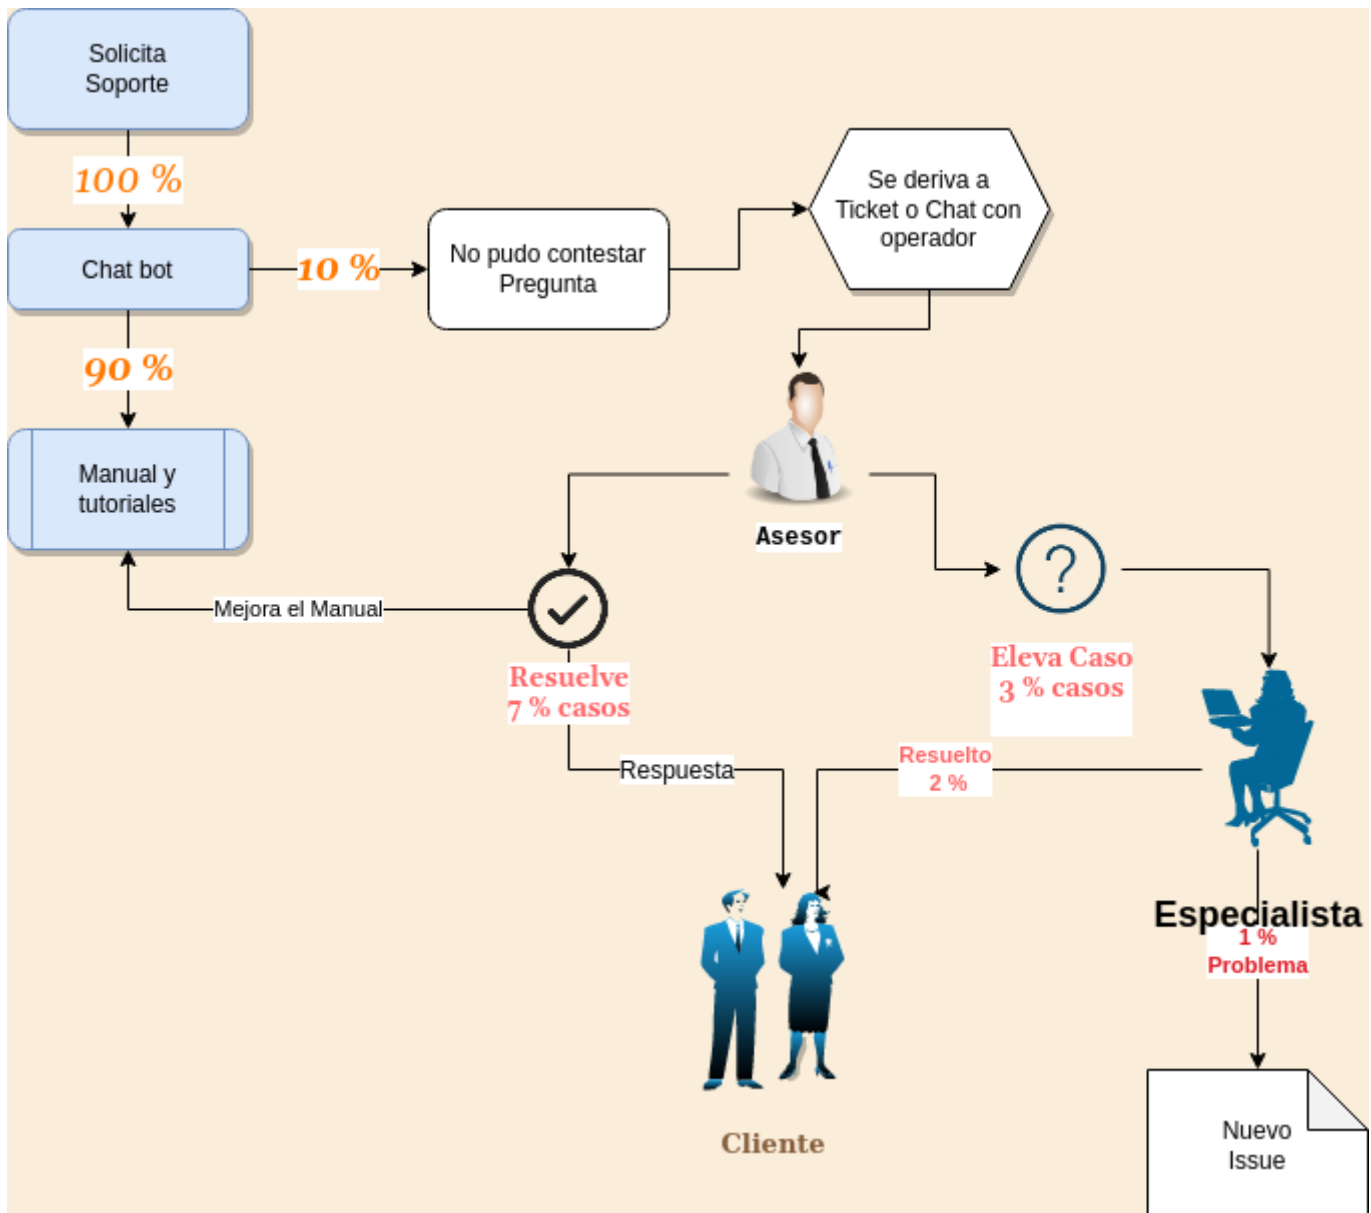 Solicita
Soporte
100 %
Chat bot
10 %
No pudo contestar
Pregunta
Se deriva a
Ticket o Chat con
operador
90 %
Manual y
tutoriales
Asesor
Mejora el Manual
Resuelve
7 % casos
Eleva Caso
3 % casos
Respuesta
Resuelto
2 %
Especialista
1 %
Problema
Cliente
Nuevo
Issue